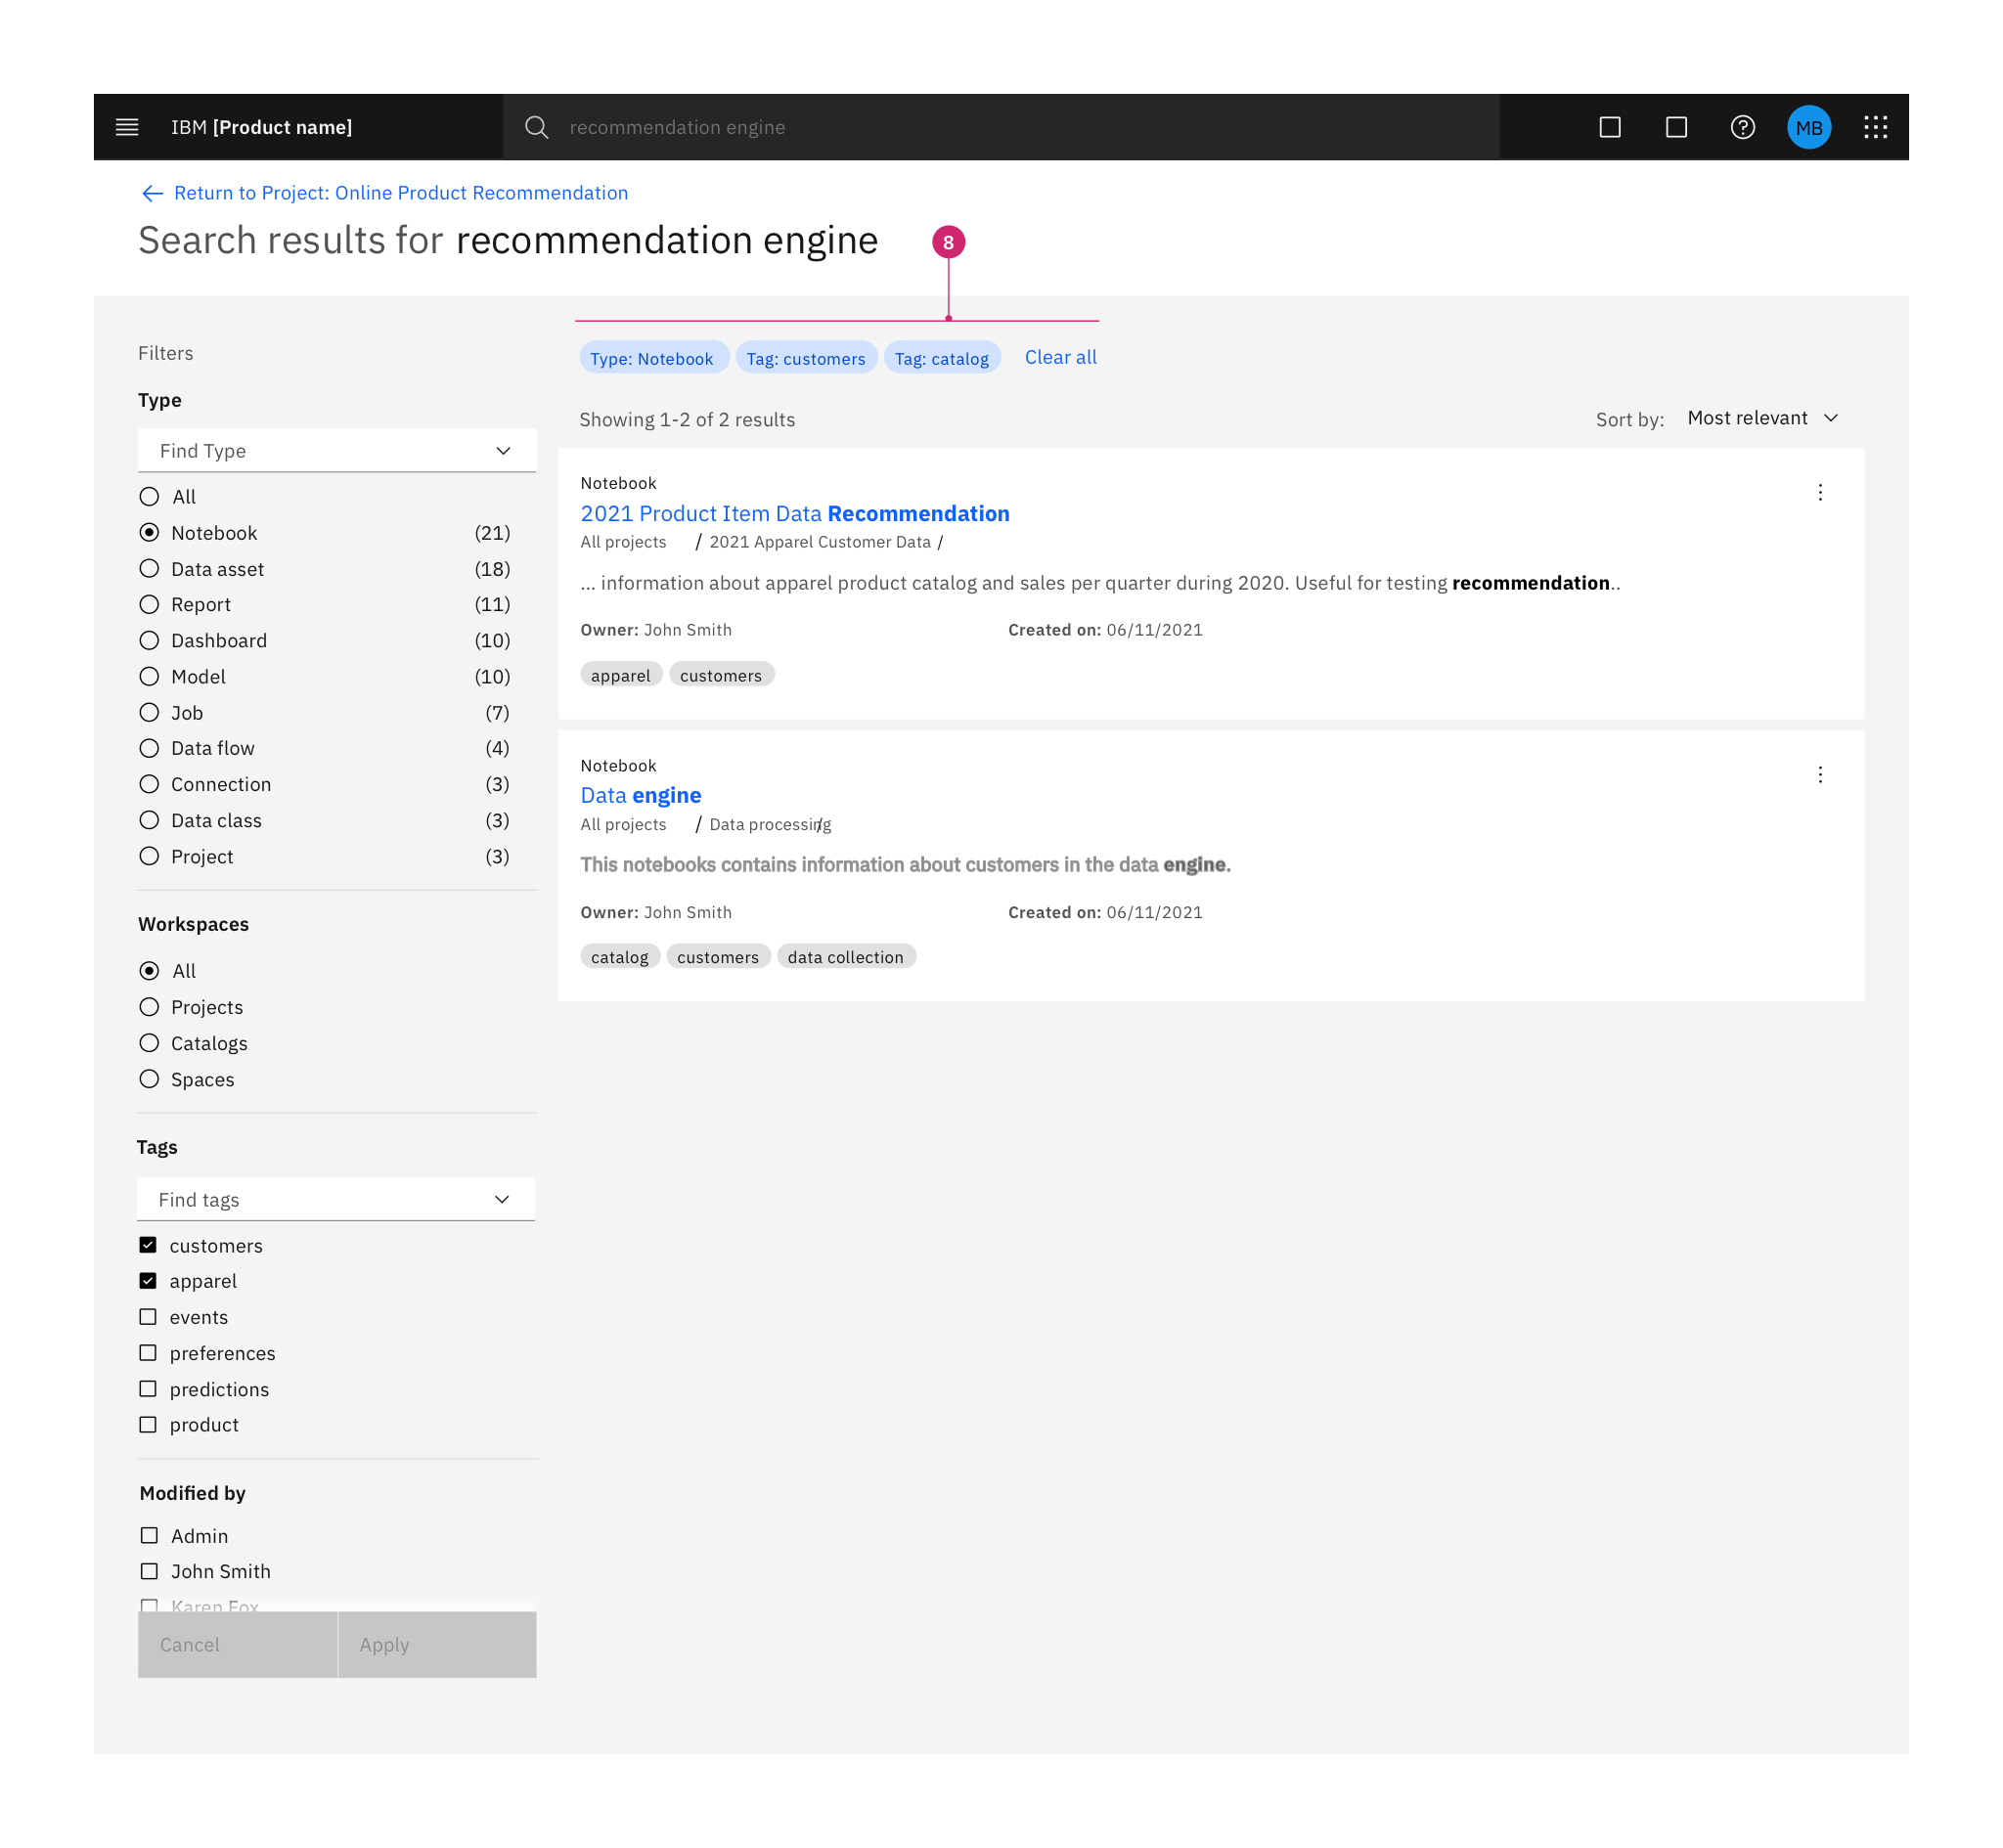 IBM [Product name]
recommendation engine
MB
Return to Project: Online Product Recommendation
Search results for recommendation engine
8
Filters
Type
Find Type
All
Notebook (21)
Data asset (18)
Report (11)
Dashboard (10)
Model (10)
Job (7)
Data flow (4)
Connection (3)
Data class (3)
Project (3)
Workspaces
All
Projects
Catalogs
Spaces
Tags
Find tags
customers
apparel
events
preferences
predictions
product
Modified by
Admin
John Smith
Karen Fox
Cancel Apply
Type: Notebook Tag: customers Tag: catalog Clear all
Showing 1-2 of 2 results Sort by: Most relevant
Notebook
2021 Product Item Data Recommendation
All projects / 2021 Apparel Customer Data /
... information about apparel product catalog and sales per quarter during 2020. Useful for testing recommendation..
Owner: John Smith Created on: 06/11/2021
apparel customers
Notebook
Data engine
All projects / Data processing /
This notebooks contains information about customers in the data engine.
Owner: John Smith Created on: 06/11/2021
catalog customers data collection